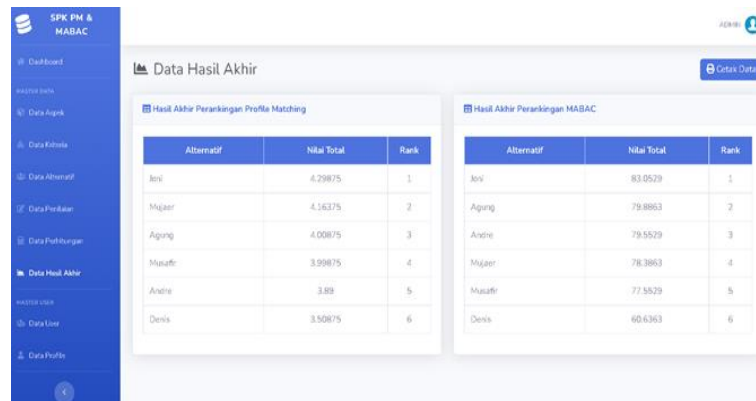 SPK PM &
MABAC
ADMIN
Dashboard
MASTER DATA
Data Aspek
Data Kriteria
Data Alternatif
Data Penilaian
Data Perhitungan
Data Hasil Akhir
MASTER USER
Data User
Data Profile
Data Hasil Akhir
Cetak Data
Hasil Akhir Perankingan Profile Matching
Alternatif Nilai Total Rank
Joni 4.29875 1
Mujaer 4.16375 2
Agung 4.00875 3
Musafir 3.99875 4
Andre 3.89 5
Denis 3.50875 6
Hasil Akhir Perankingan MABAC
Alternatif Nilai Total Rank
Joni 83.0529 1
Agung 79.8863 2
Andre 79.5529 3
Mujaer 78.3863 4
Musafir 77.5529 5
Denis 60.6363 6